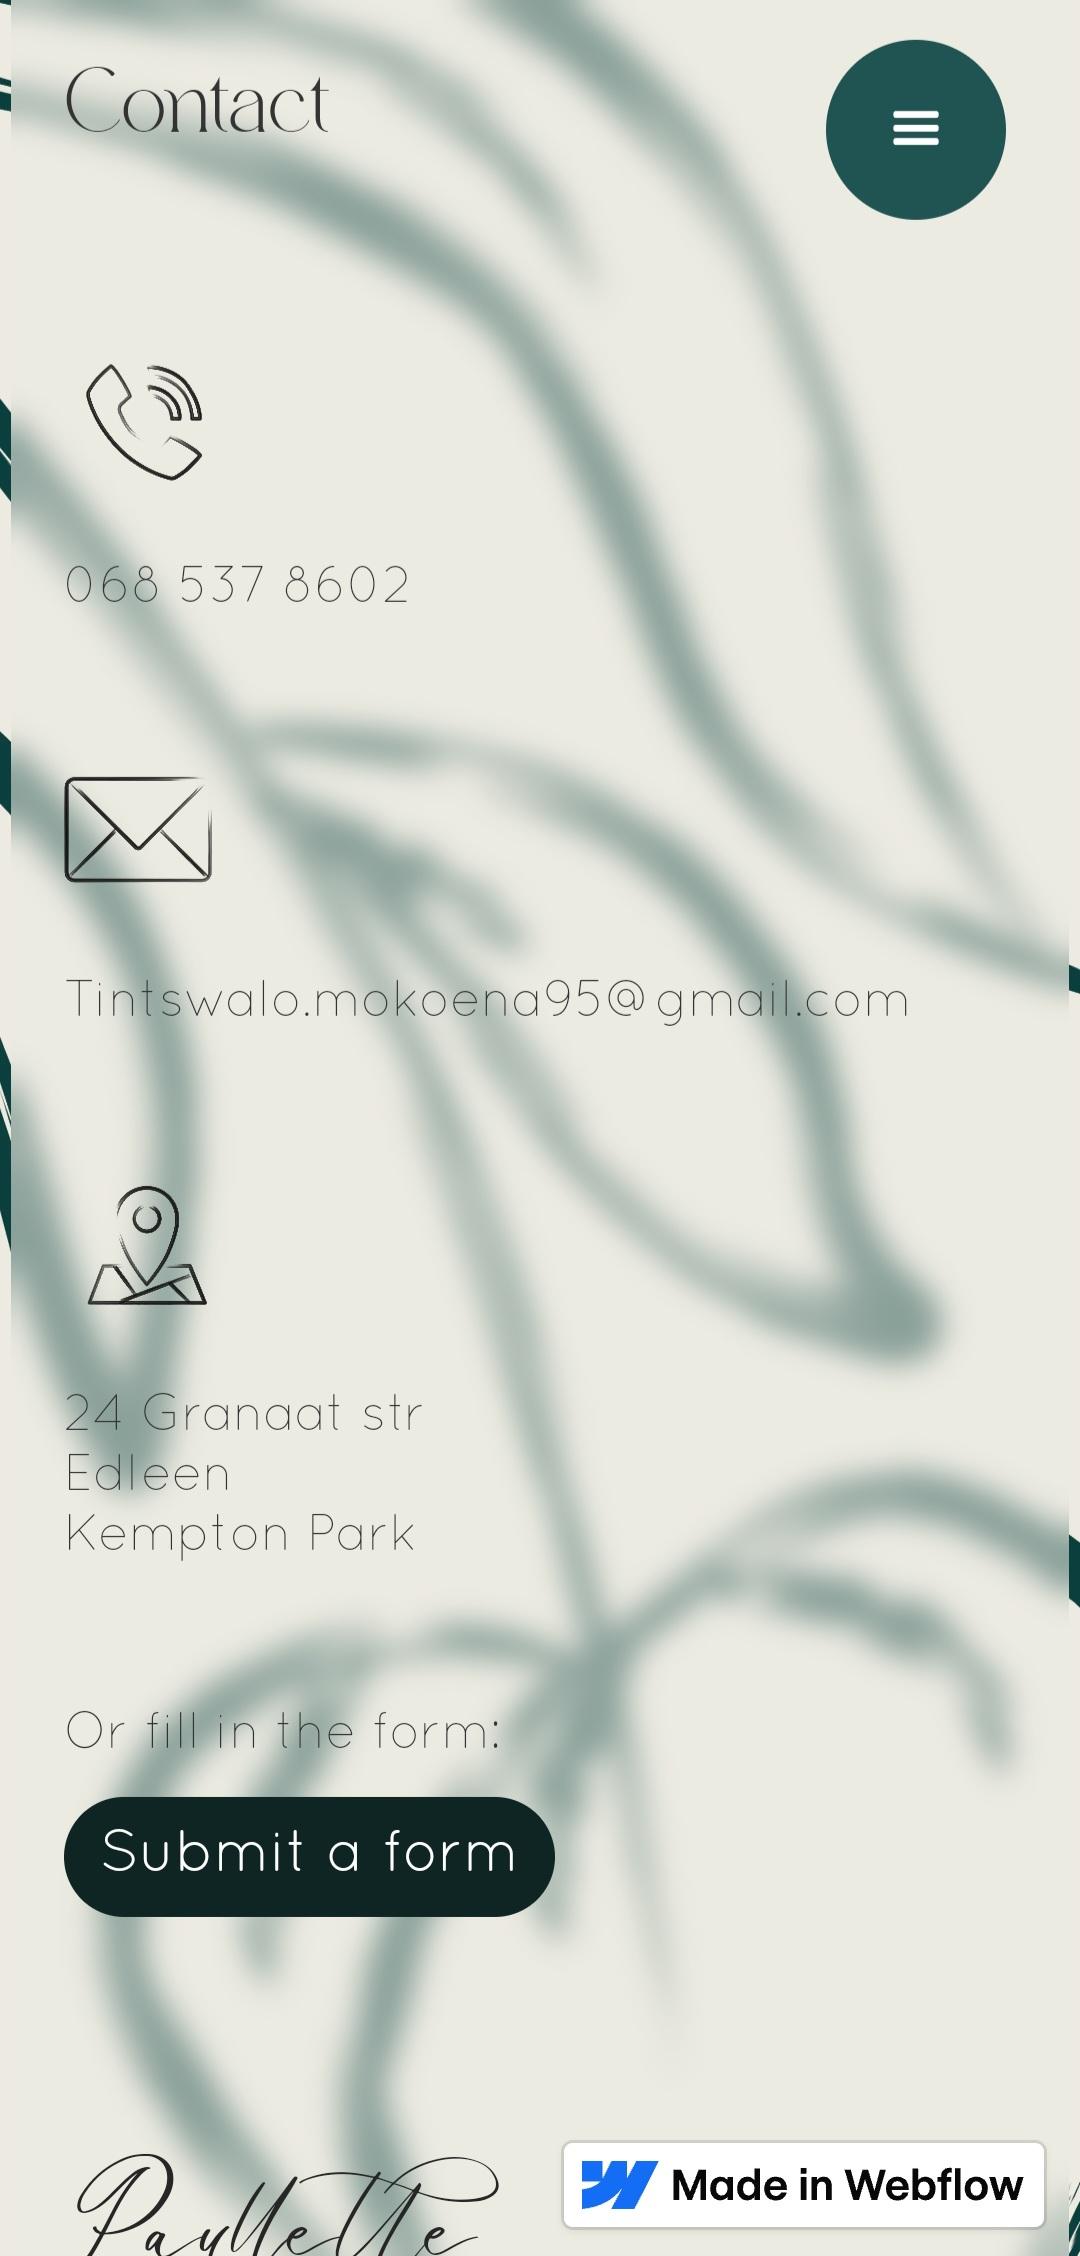 Contact
068 537 8602
Tintswalo.mokoena95@gmail.com
24 Granaat str
Edleen
Kempton Park
Or fill in the form:
Submit a form
Paullette
Made in Webflow